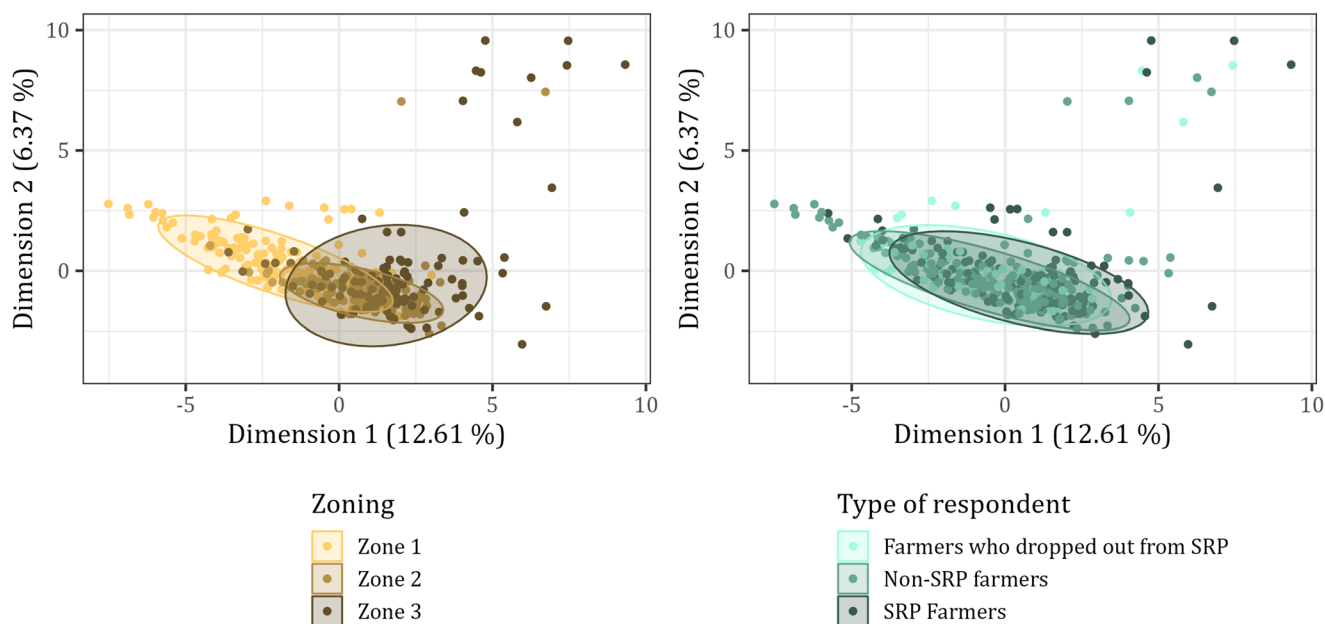 10
5
0
Dimension 2 (6.37 %)
-5
0
5
10
Dimension 1 (12.61 %)
Zoning
Zone 1
Zone 2
Zone 3
10
5
0
Dimension 2 (6.37 %)
-5
0
5
10
Dimension 1 (12.61 %)
Type of respondent
Farmers who dropped out from SRP
Non-SRP farmers
SRP Farmers